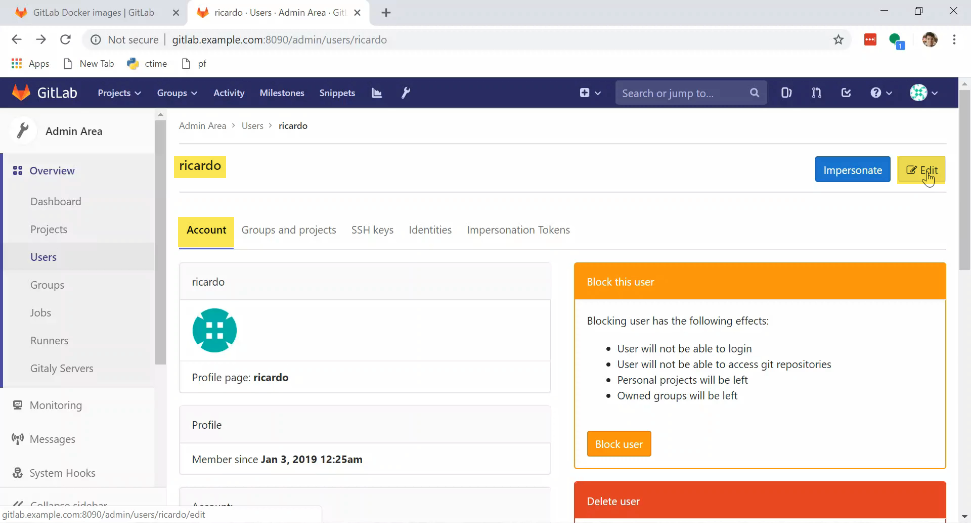 GitLab Docker images | GitLab
ricardo · Users · Admin Area · Git
Not secure | gitlab.example.com:8090/admin/users/ricardo
1
Apps New Tab ctime pf
GitLab Projects Groups Activity Milestones Snippets Search or jump to...
Admin Area
Admin Area > Users > ricardo
ricardo
Impersonate Edit
Overview
Dashboard
Projects
Users
Groups
Jobs
Runners
Gitaly Servers
Monitoring
Messages
System Hooks
Collapse sidebar
Account Groups and projects SSH keys Identities Impersonation Tokens
ricardo
Profile page: ricardo
Profile
Member since Jan 3, 2019 12:25am
Account
Block this user
Blocking user has the following effects:
• User will not be able to login
• User will not be able to access git repositories
• Personal projects will be left
• Owned groups will be left
Block user
Delete user
gitlab.example.com:8090/admin/users/ricardo/edit